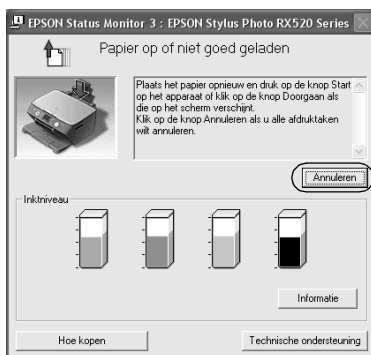 EPSON Status Monitor 3 : EPSON Stylus Photo RX520 Series
Papier op of niet goed geladen
Plaats het papier opnieuw en druk op de knop Start
op het apparaat of klik op de knop Doorgaan als
die op het scherm verschijnt.
Klik op de knop Annuleren als u alle afdruktaken
wilt annuleren.
Annuleren
Inktniveau
Informatie
Hoe kopen
Technische ondersteuning